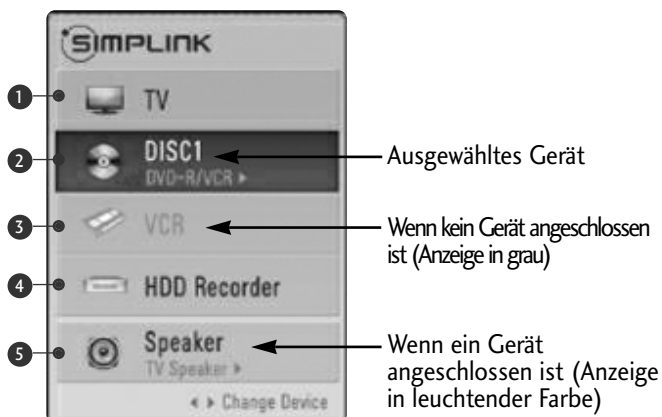 SIMPLINK
1 TV
2 DISC1
DVD-R/VCR ▸
Ausgewähltes Gerät
3 VCR
Wenn kein Gerät angeschlossen
ist (Anzeige in grau)
4 HDD Recorder
5 Speaker
TV Speaker ▸
Wenn ein Gerät
angeschlossen ist (Anzeige
in leuchtender Farbe)
◂ ▸ Change Device